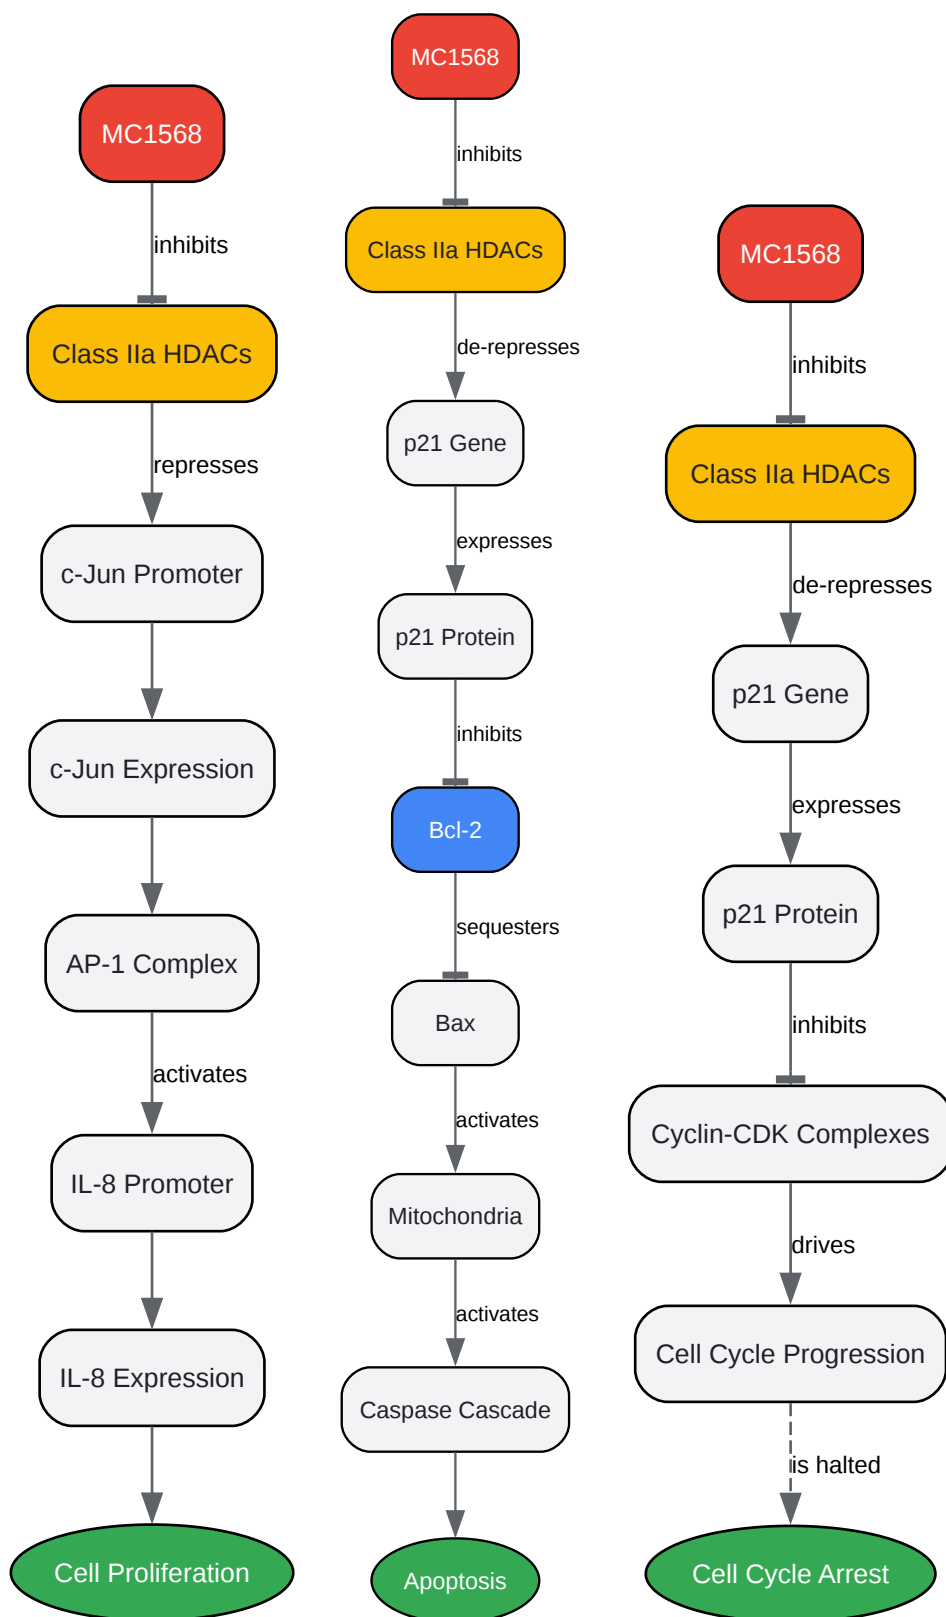 MC1568
inhibits
Class IIa HDACs
represses
c-Jun Promoter
c-Jun Expression
AP-1 Complex
activates
IL-8 Promoter
IL-8 Expression
Cell Proliferation
MC1568
inhibits
Class IIa HDACs
de-represses
p21 Gene
expresses
p21 Protein
inhibits
Bcl-2
sequesters
Bax
activates
Mitochondria
activates
Caspase Cascade
Apoptosis
MC1568
inhibits
Class IIa HDACs
de-represses
p21 Gene
expresses
p21 Protein
inhibits
Cyclin-CDK Complexes
drives
Cell Cycle Progression
is halted
Cell Cycle Arrest